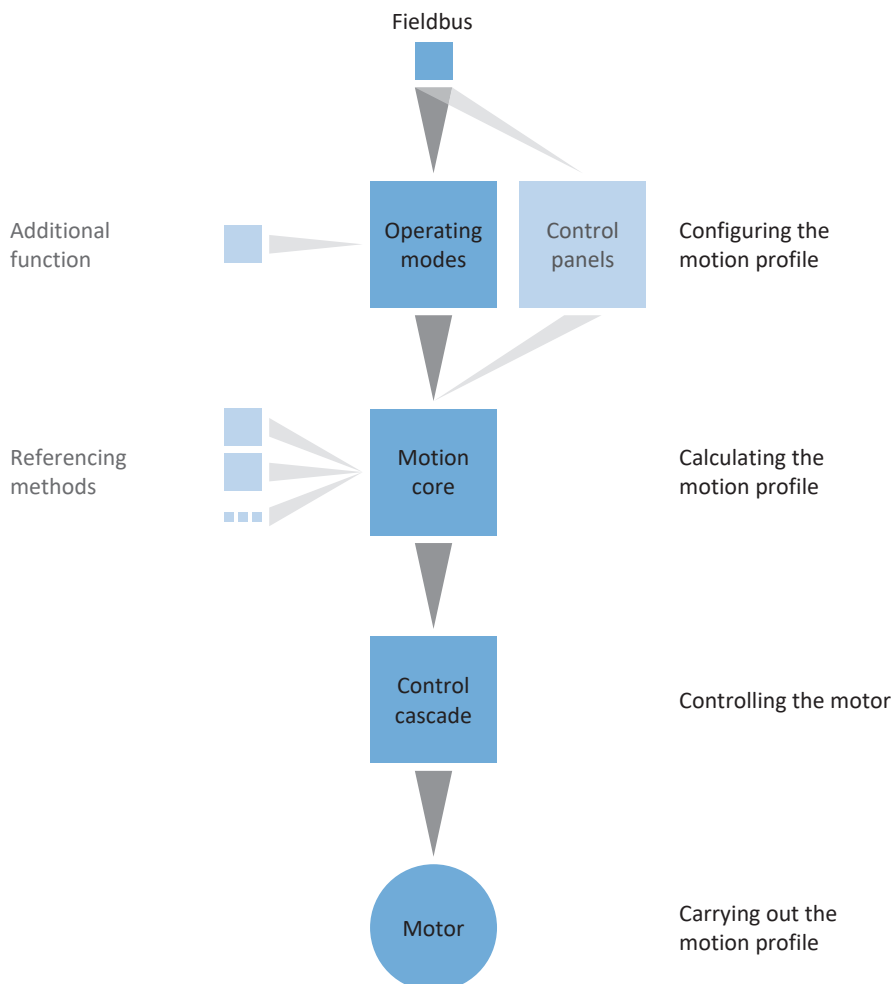 Fieldbus
Additional
function
Operating
modes
Control
panels
Configuring the
motion profile
Referencing
methods
Motion
core
Calculating the
motion profile
Control
cascade
Controlling the motor
Motor
Carrying out the
motion profile